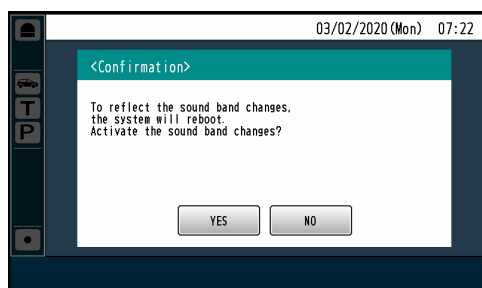 03/02/2020(Mon) 07:22
<Confirmation>
To reflect the sound band changes,
the system will reboot.
Activate the sound band changes?
T
P
YES NO